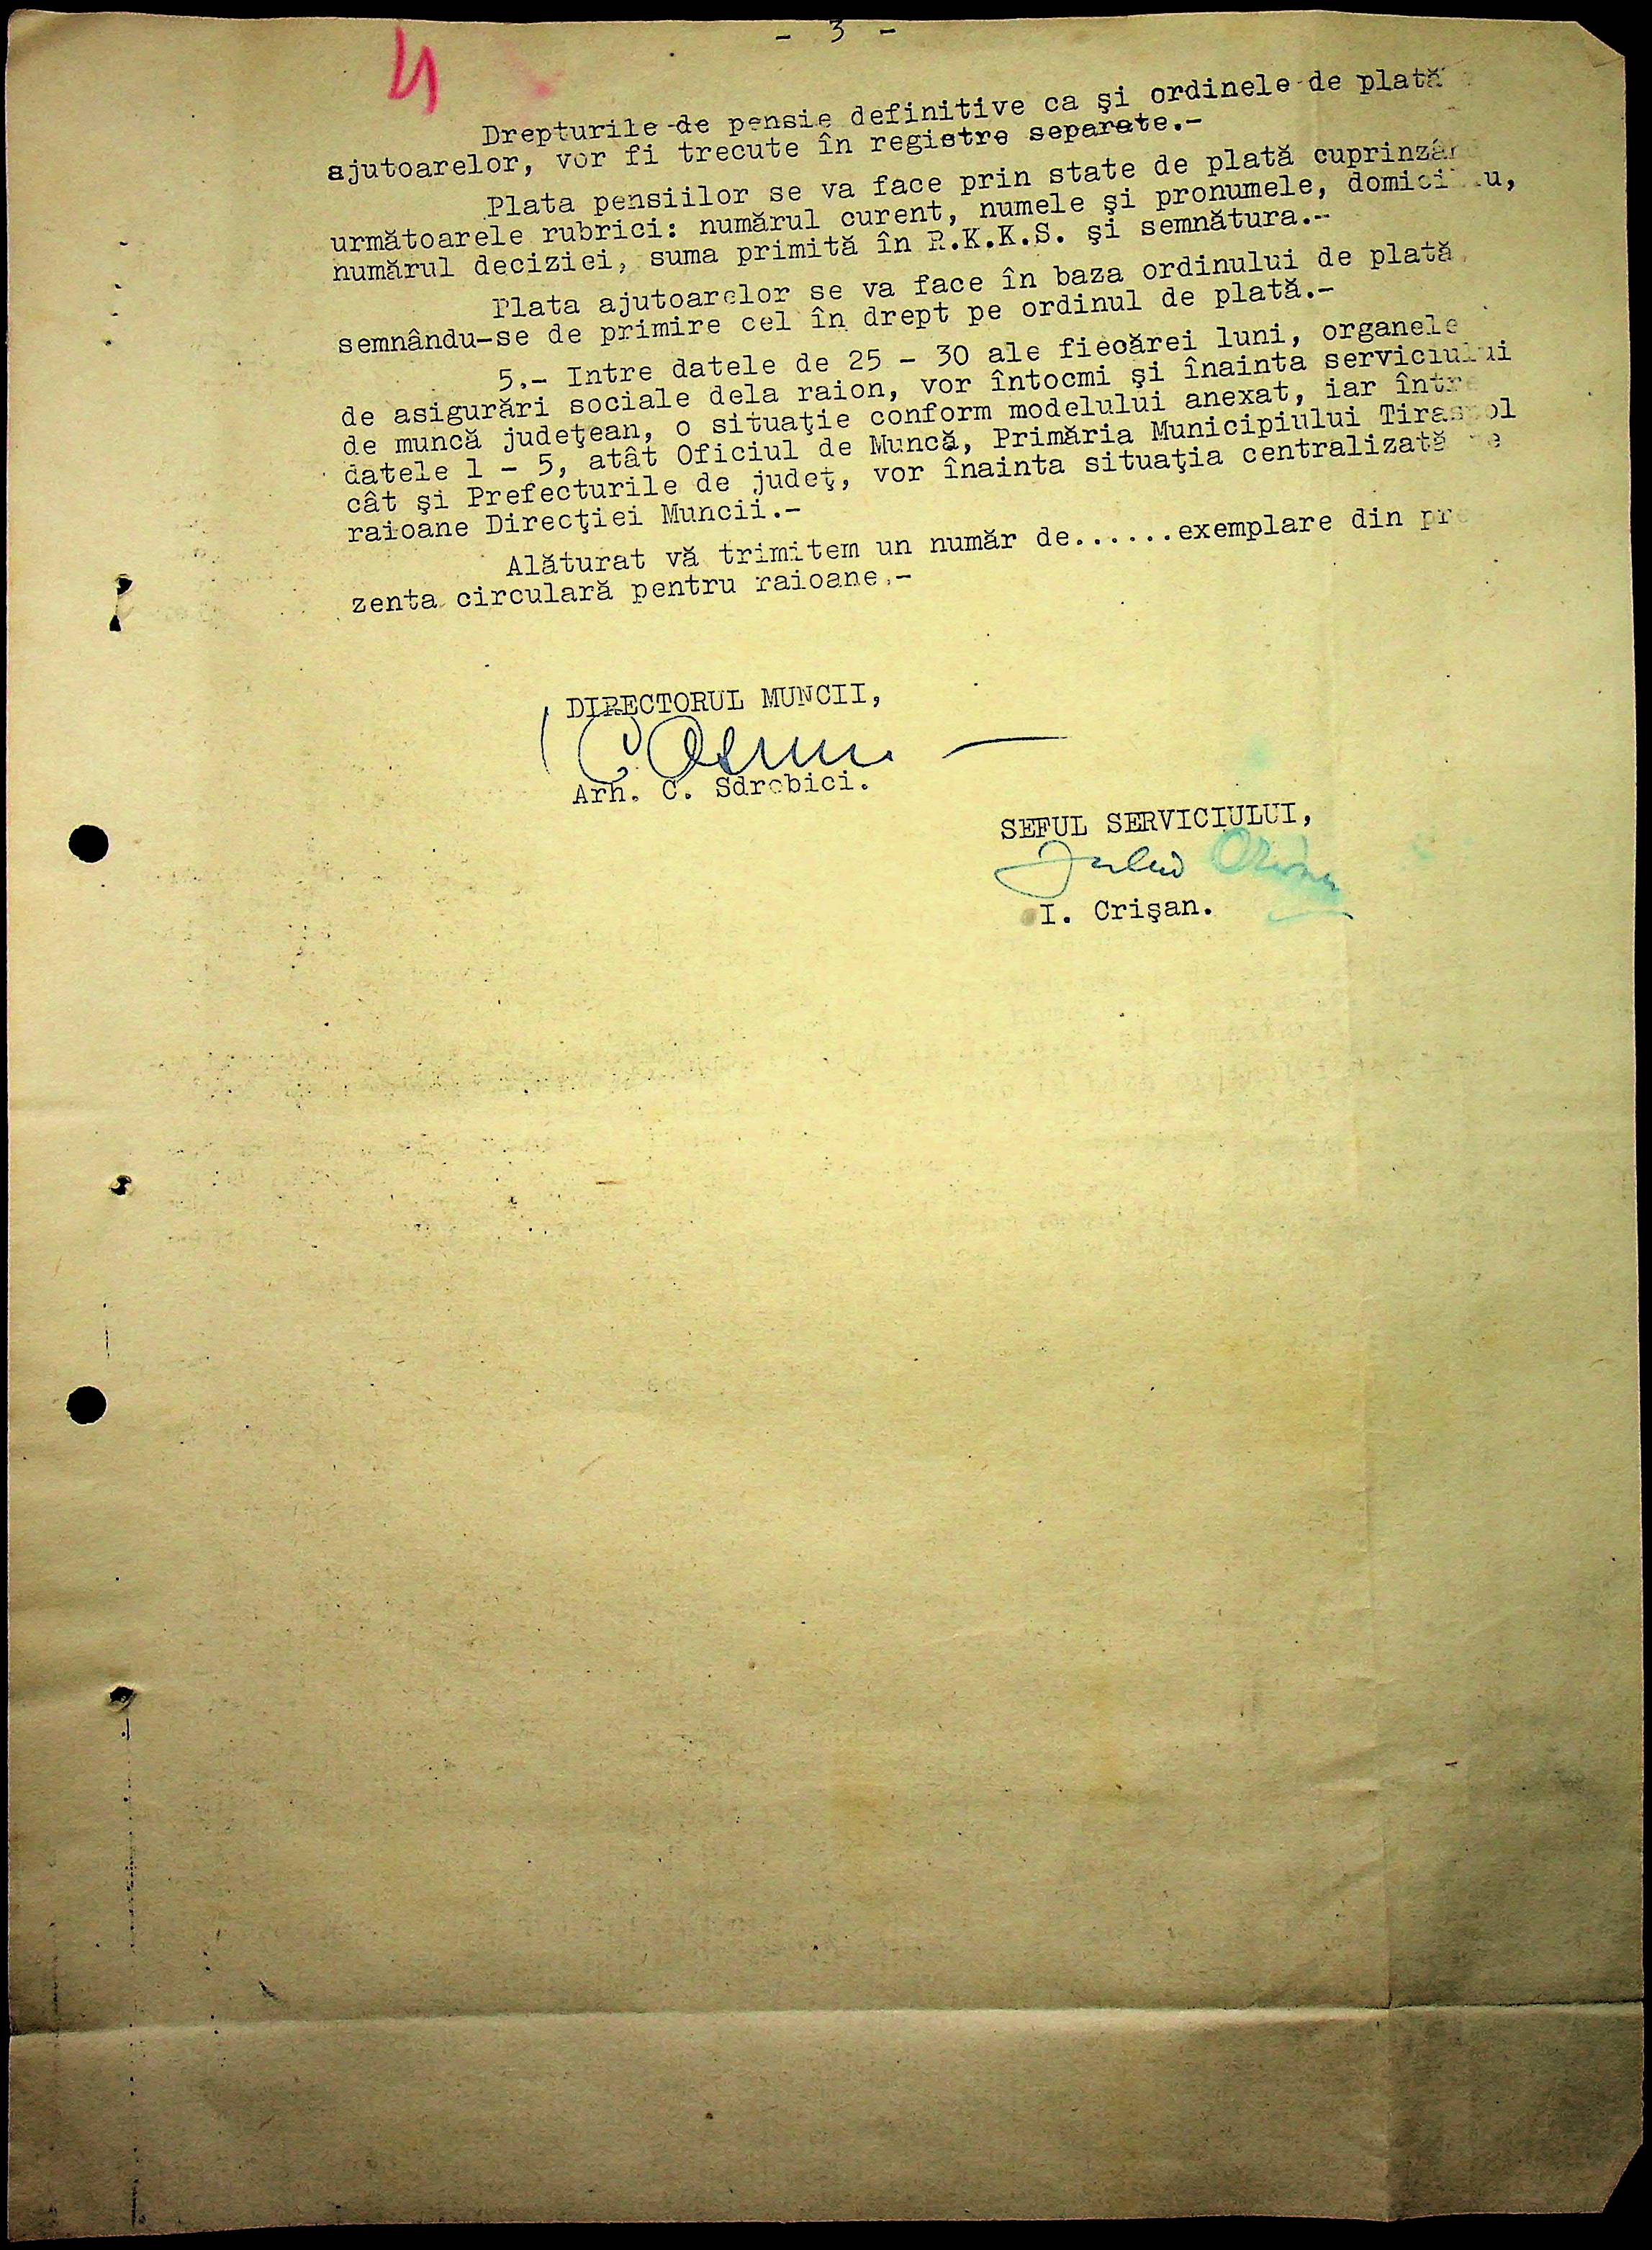 - 3 -
4
Drepturile de pensie definitive ca şi ordinele de plată
ajutoarelor, vor fi trecute în registre separate.-
Plata pensiilor se va face prin state de plată
următoarele rubrici: numărul curent, numele şi pronumele,
numărul deciziei, suma primită în R.K.K.S. şi semnătura.-
Plata ajutoarelor se va face în baza ordinului de plată,
semnându-se de primire cel în drept pe ordinul de plată.-
5.- Intre datele de 25 - 30 ale fiecărei luni, organele
de asigurări sociale dela raion, vor întocmi şi înainta serviciului
de muncă judeţean, o situaţie conform modelului anexat, iar între
datele 1 - 5, atât Oficiul de Muncă, Primăria Municipiului Tiraspol
cât şi Prefecturile de judeţ, vor înainta situaţia centralizată pe
raioane Direcţiei Muncii.-
Alăturat vă trimitem un număr de......exemplare din pre
zenta circulară pentru raioane.-
DIRECTORUL MUNCII,
Arh. C. Sdrobici.
SEFUL SERVICIULUI,
I. Crişan.